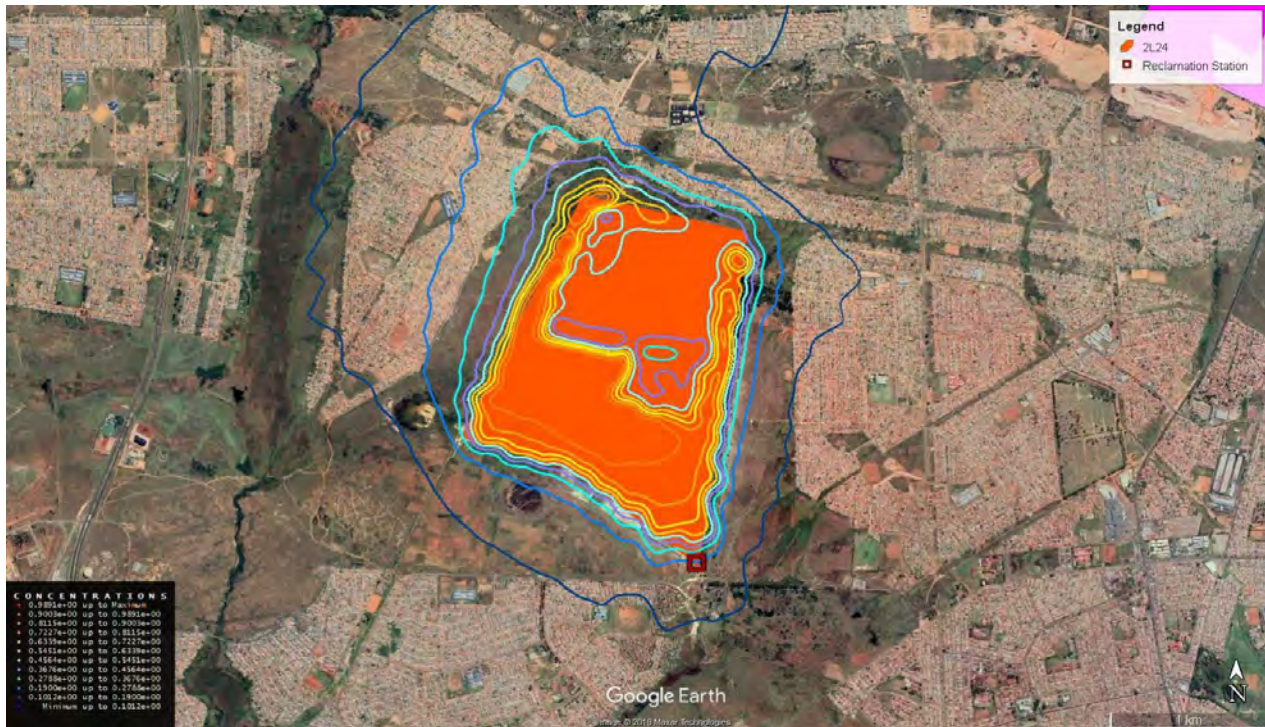 Legend
2L24
Reclamation Station
CONCENTRATIONS
0.9891e+00 up to Maximum
0.9003e+00 up to 0.9891e+00
0.8115e+00 up to 0.9003e+00
0.7227e+00 up to 0.8115e+00
0.6339e+00 up to 0.7227e+00
0.5451e+00 up to 0.6339e+00
0.4564e+00 up to 0.5451e+00
0.3676e+00 up to 0.4564e+00
0.2788e+00 up to 0.3676e+00
0.1900e+00 up to 0.2788e+00
0.1012e+00 up to 0.1900e+00
Minimum up to 0.1012e+00
Google Earth
Image © 2019 Maxar Technologies
1 km
N